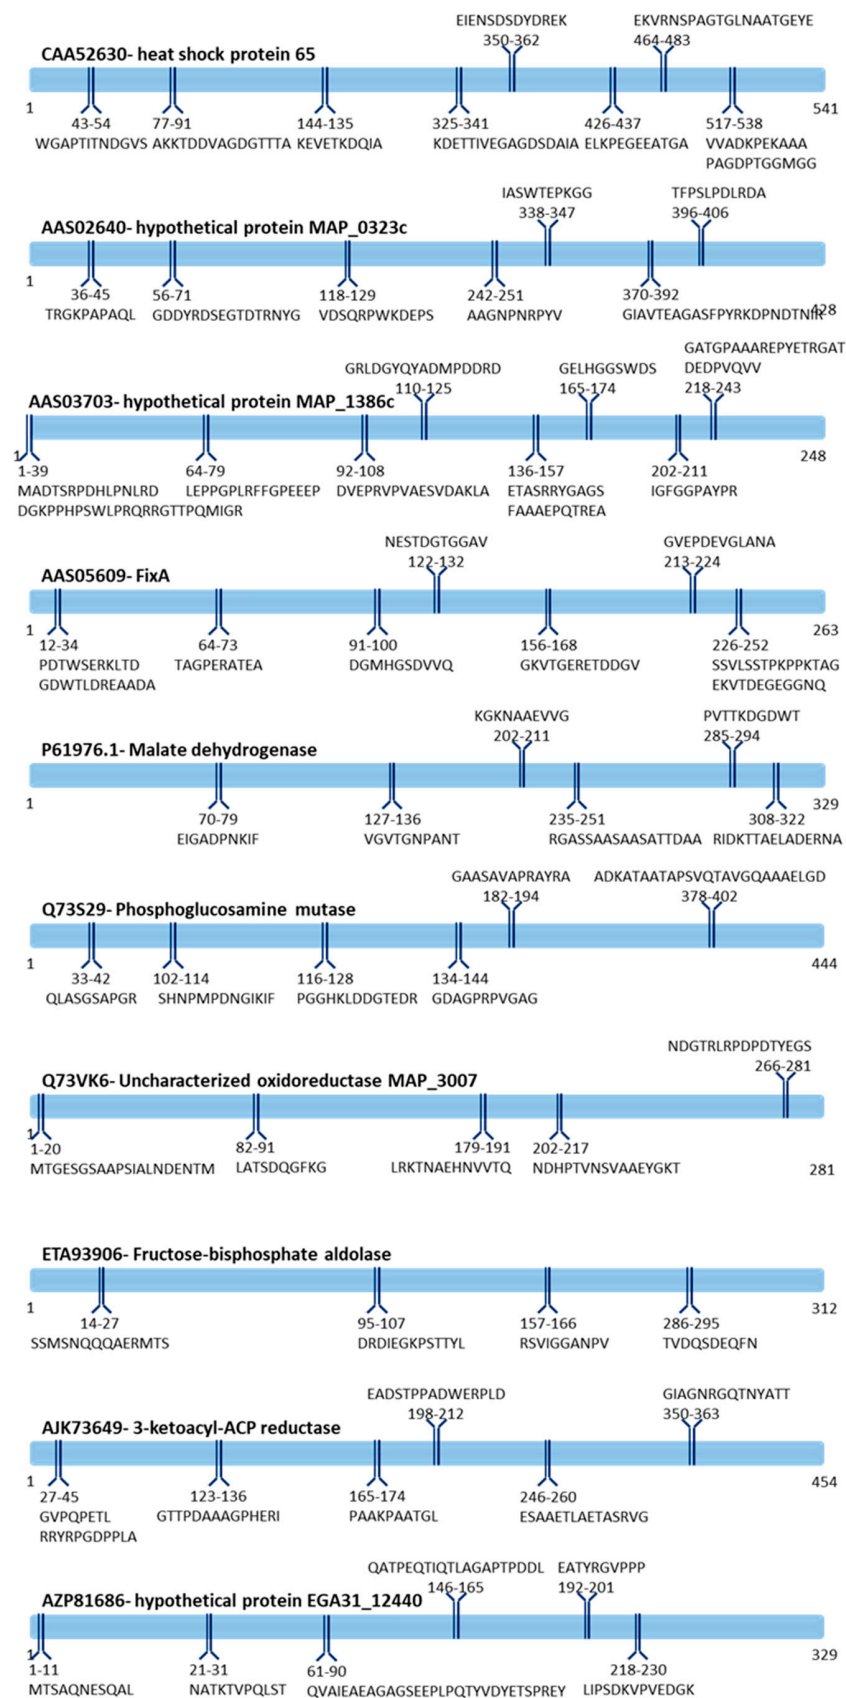 EIENSDSDYDREK EKVRNSPAGTGLNAATGEYE
350-362 464-483
CAA52630- heat shock protein 65
1 43-54 77-91 144-135 325-341 426-437 517-538 541
WGAPTITNDGVS AKKTDDVAGDGTTTA KEVETKDQIA KDETTIVEGAGDSDAIA ELKPEGEEATGA VVADKPEKAAA
PAGDPTGGMGG
IASWTEPKGG TFPSLPDLRDA
338-347 396-406
AAS02640- hypothetical protein MAP_0323c
1 36-45 56-71 118-129 242-251 370-392 428
TRGKPAPAQL GDDYRDSEGTDTRNYG VDSQRPWKDEPS AAGNPNRPYV GIAVTEAGASFPYRKDPNDTNIR
GATGPAAAREPYETRGAT
GRLDGYQYADMPDDRD GELHGGSWDS DEDPVQVV
110-125 165-174 218-243
AAS03703- hypothetical protein MAP_1386c
1 248
1-39 64-79 92-108 136-157 202-211
MADTSRPDHLPNLRD LEPPGPLRFFGPEEEP DVEPRVPVAESVDAKLA ETASRRYGAGS IGFGGPAYPR
DGKPPHPSWLPRQRRGTTPQMIGR FAAAEPQTREA
NESTDGTGGAV GVEPDEVGLANA
122-132 213-224
AAS05609- FixA
1 263
12-34 64-73 91-100 156-168 226-252
PDTWSERKLTD TAGPERATEA DGMHGSDVVQ GKVTGERETDDGV SSVLSSTPKPPKTAG
GDWTLDREAADA EKVTDEGEGGNQ
KGKNAAEVVG PVTTKDGDWT
202-211 285-294
P61976.1- Malate dehydrogenase
1 329
70-79 127-136 235-251 308-322
EIGADPNKIF VGVTGNPANT RGASSAASAASATTDAA RIDKTTAELADERNA
GAASAVAPRAYRA ADKATAATAPSVQTAVGQAAAELGD
182-194 378-402
Q73S29- Phosphoglucosamine mutase
1 444
33-42 102-114 116-128 134-144
QLASGSAPGR SHNPMPDNGIKIF PGGHKLDDGTEDR GDAGPRPVGAG
NDGTRLRPDPDTYEGS
266-281
Q73VK6- Uncharacterized oxidoreductase MAP_3007
1
1-20 82-91 179-191 202-217
MTGESGSAAPSIALNDENTM LATSDQGFKG LRKTNAEHNVVTQ NDHPTVNSVAAEYGKT 281
ETA93906- Fructose-bisphosphate aldolase
1 312
14-27 95-107 157-166 286-295
SSMSNQQQAERMTS DRDIEGKPSTTYL RSVIGGANPV TVDQSDEQFN
EADSTPPADWERPLD GIAGNRGQTNYATT
198-212 350-363
AJK73649- 3-ketoacyl-ACP reductase
1 454
27-45 123-136 165-174 246-260
GVPQPETL GTTPDAAAGPHERI PAAKPAATGL ESAAETLAETASRVG
RRYRPGDPPLA
QATPEQTIQTLAGAPTPDDL EATYRGVPPP
146-165 192-201
AZP81686- hypothetical protein EGA31_12440
1 329
1-11 21-31 61-90 218-230
MTSAQNESQAL NATKTVPQLST QVAIEAEAGAGSEEPLPQTYVDYETSPREY LIPSDKVPVEDGK